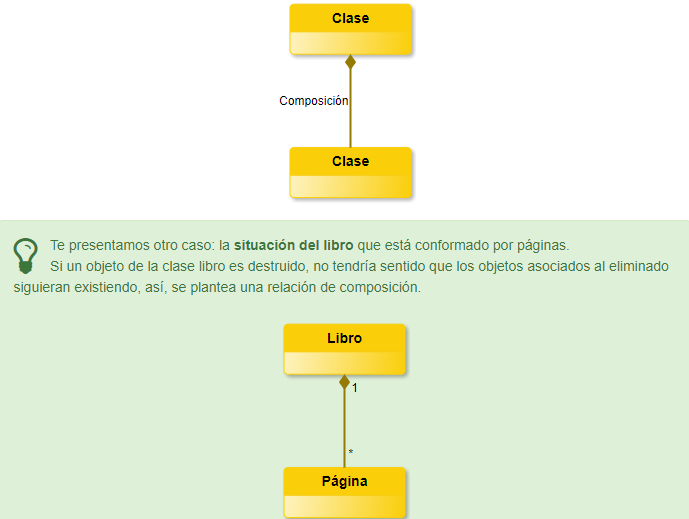 Clase
Composición
Clase
Te presentamos otro caso: la situación del libro que está conformado por páginas.
Si un objeto de la clase libro es destruido, no tendría sentido que los objetos asociados al eliminado
siguieran existiendo, así, se plantea una relación de composición.
Libro
1
*
Página